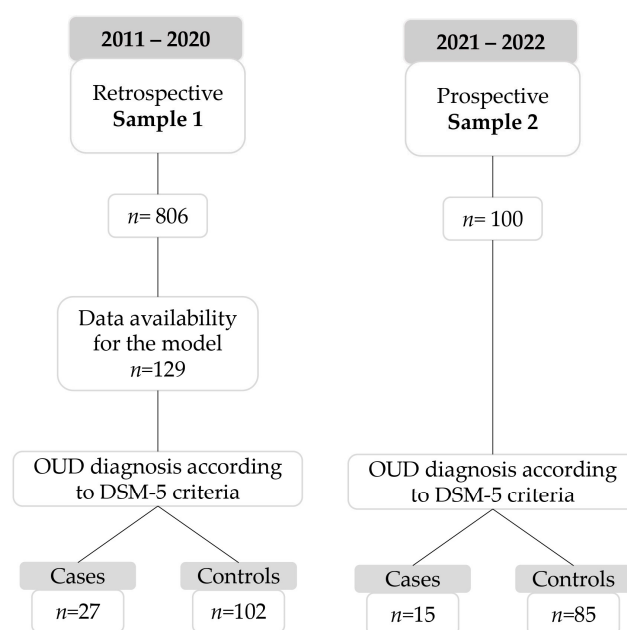 2011 – 2020
Retrospective
Sample 1
n= 806
Data availability
for the model
n=129
OUD diagnosis according
to DSM-5 criteria
Cases
n=27
Controls
n=102
2021 – 2022
Prospective
Sample 2
n= 100
OUD diagnosis according
to DSM-5 criteria
Cases
n=15
Controls
n=85